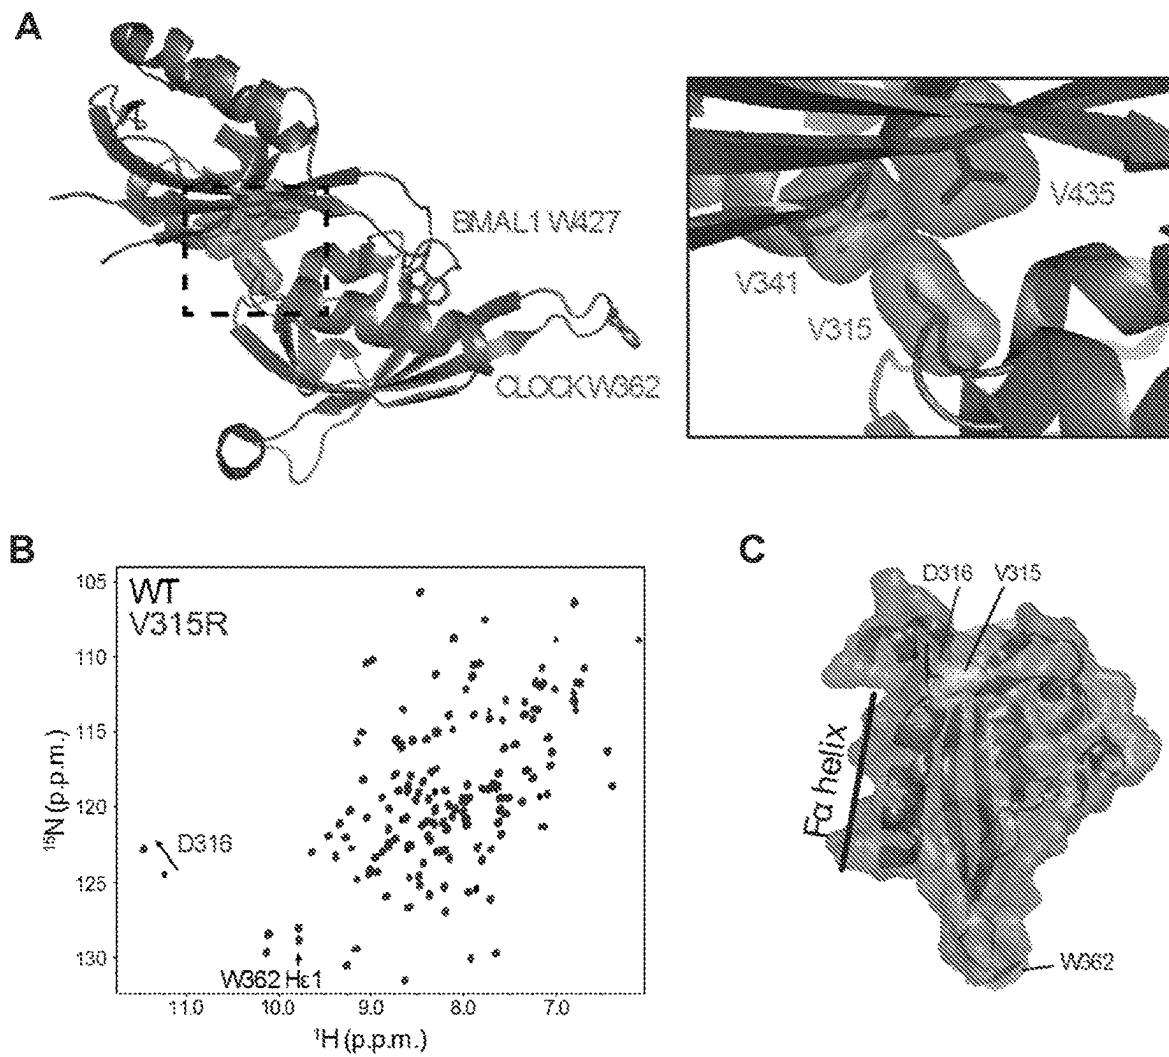 A
BMAL1 W427
CLOCK W362
V435
V341
V315
B
WT
V315R
105
110
115
120
125
130
¹⁵N (p.p.m.)
D316
W362 Hε1
11.0
10.0
9.0
8.0
7.0
¹H (p.p.m.)
C
D316
V315
Fα helix
W362